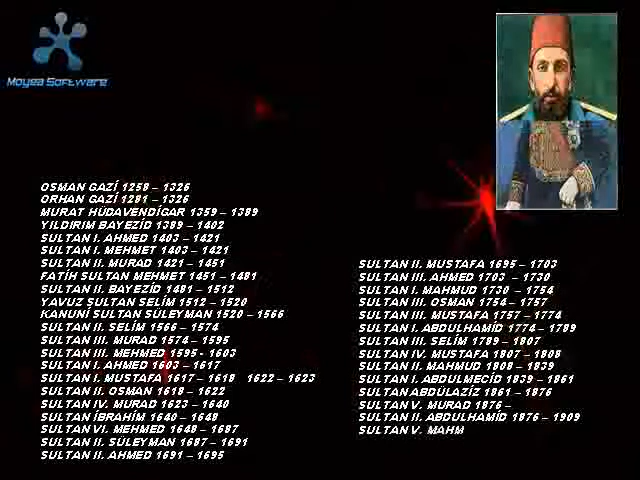 Moyea Software
OSMAN GAZİ 1258 – 1326
ORHAN GAZİ 1281 – 1326
MURAT HÜDAVENDİGAR 1359 – 1389
YILDIRIM BAYEZİD 1389 – 1402
SULTAN I. AHMED 1403 – 1421
SULTAN I. MEHMET 1403 – 1421
SULTAN II. MURAD 1421 – 1451
FATİH SULTAN MEHMET 1451 – 1481
SULTAN II. BAYEZİD 1481 – 1512
YAVUZ SULTAN SELİM 1512 – 1520
KANUNİ SULTAN SÜLEYMAN 1520 – 1566
SULTAN II. SELİM 1566 – 1574
SULTAN III. MURAD 1574 – 1595
SULTAN III. MEHMED 1595 - 1603
SULTAN I. AHMED 1603 – 1617
SULTAN I. MUSTAFA 1617 – 1618 1622 – 1623
SULTAN II. OSMAN 1618 – 1622
SULTAN IV. MURAD 1623 – 1640
SULTAN İBRAHİM 1640 – 1648
SULTAN VI. MEHMED 1648 – 1687
SULTAN II. SÜLEYMAN 1687 – 1691
SULTAN II. AHMED 1691 – 1695
SULTAN II. MUSTAFA 1695 – 1703
SULTAN III. AHMED 1703 – 1730
SULTAN I. MAHMUD 1730 – 1754
SULTAN III. OSMAN 1754 – 1757
SULTAN III. MUSTAFA 1757 – 1774
SULTAN I. ABDULHAMİD 1774 – 1789
SULTAN III. SELİM 1789 – 1807
SULTAN IV. MUSTAFA 1807 – 1808
SULTAN II. MAHMUD 1808 – 1839
SULTAN I. ABDULMECİD 1839 – 1861
SULTAN ABDÜLAZİZ 1861 – 1876
SULTAN V. MURAD 1876 –
SULTAN II. ABDULHAMİD 1876 – 1909
SULTAN V. MAHM